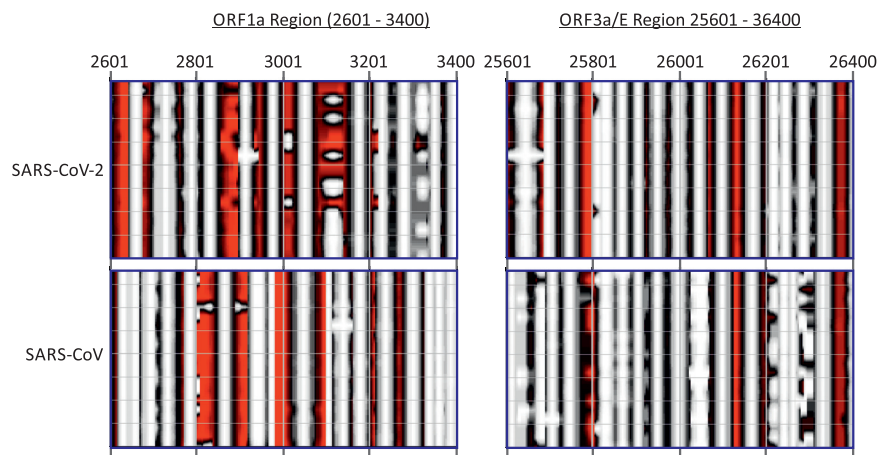 ORF1a Region (2601 - 3400) ORF3a/E Region 25601 - 36400
2601 2801 3001 3201 3400 25601 25801 26001 26201 26400
SARS-CoV-2
SARS-CoV